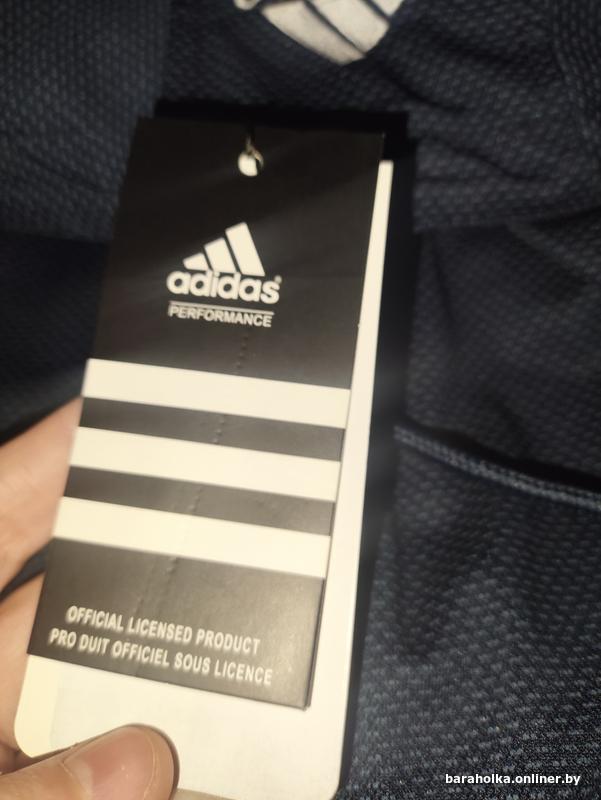 adidas®
PERFORMANCE
OFFICIAL LICENSED PRODUCT
PRO DUIT OFFICIEL SOUS LICENCE
baraholka.onliner.by